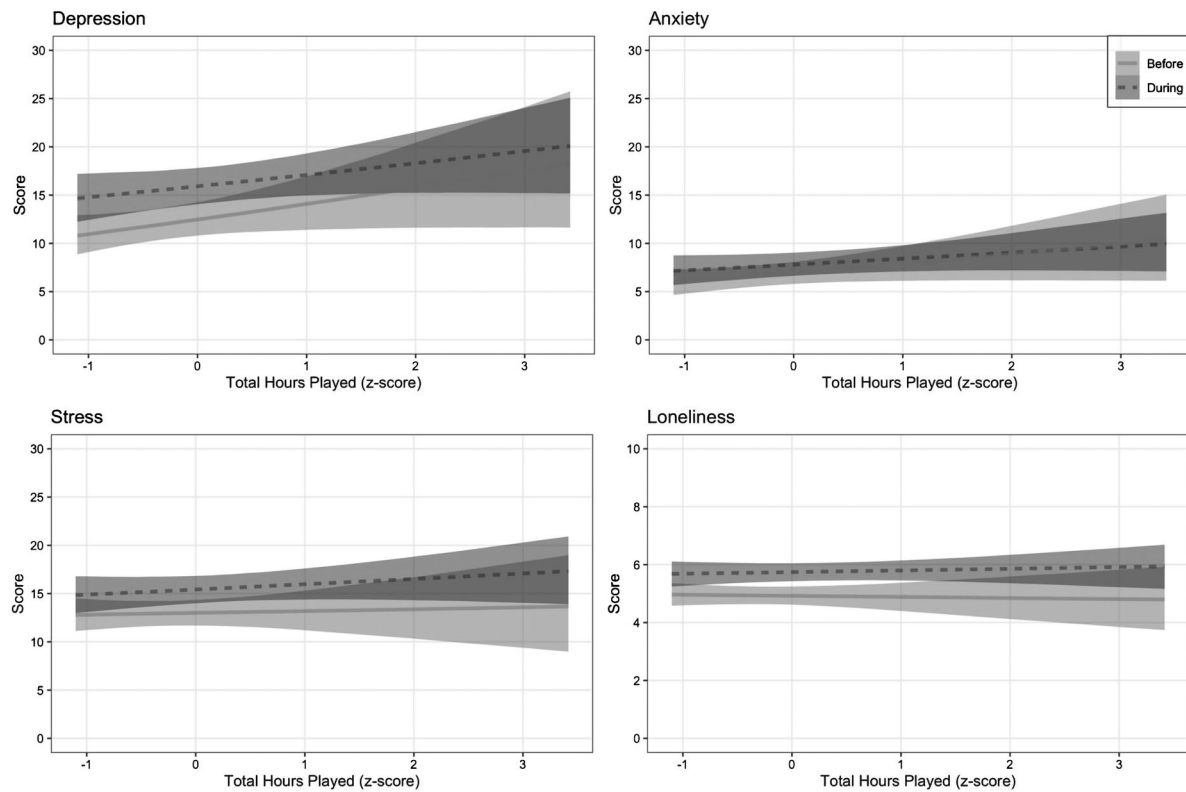 Depression
30
25
20
15
10
5
0
Score
-1 0 1 2 3
Total Hours Played (z-score)
Anxiety
30
25
20
15
10
5
0
Score
-1 0 1 2 3
Total Hours Played (z-score)
Before
During
Stress
30
25
20
15
10
5
0
Score
-1 0 1 2 3
Total Hours Played (z-score)
Loneliness
10
8
6
4
2
0
Score
-1 0 1 2 3
Total Hours Played (z-score)